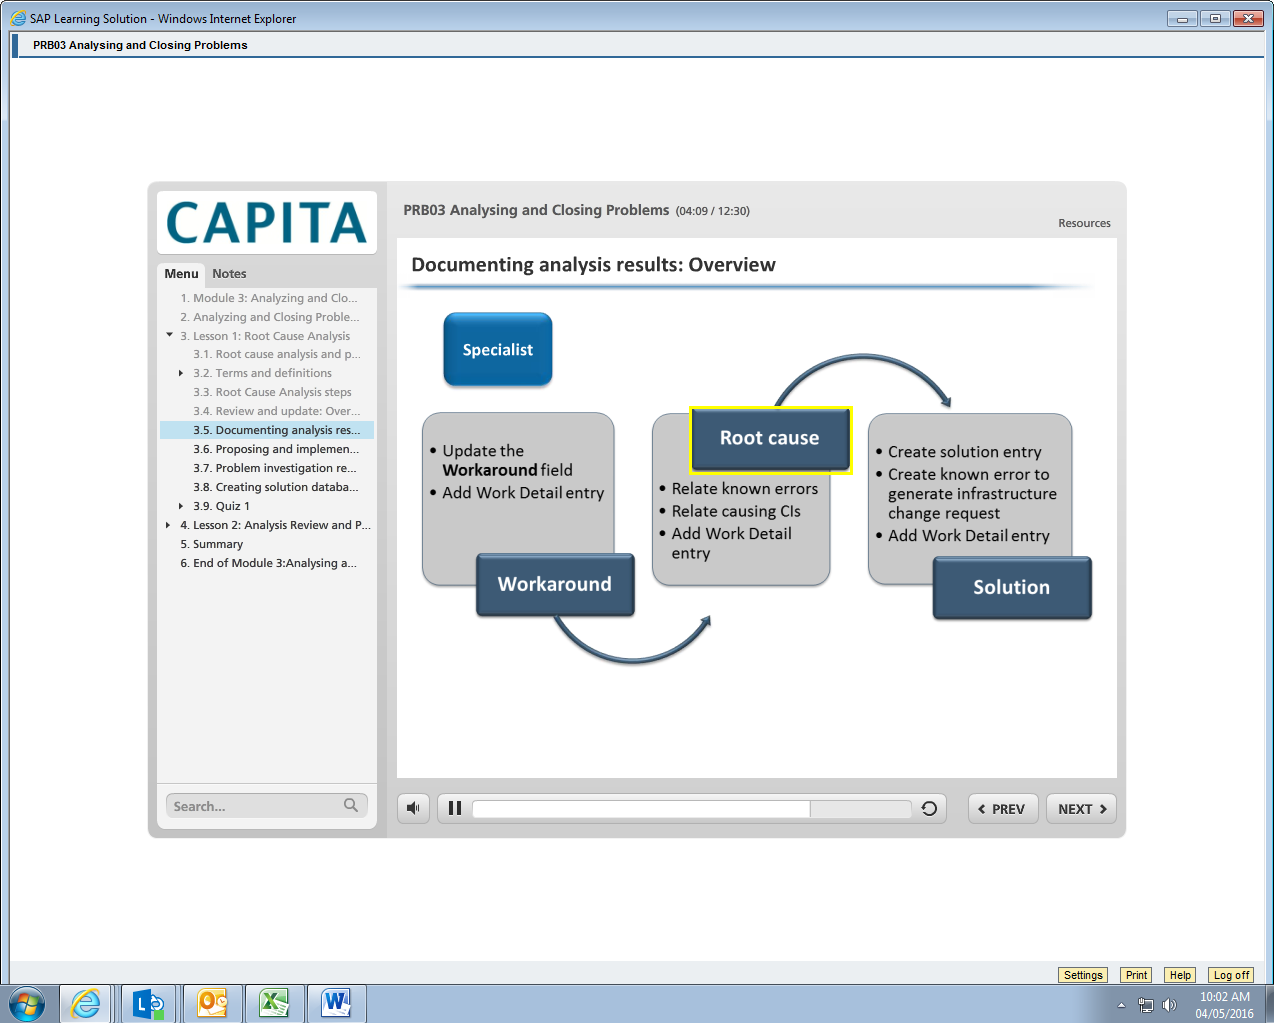 SAP Learning Solution - Windows Internet Explorer
PRB03 Analysing and Closing Problems
CAPITA
Menu
Notes
1. Module 3: Analyzing and Clo...
2. Analyzing and Closing Proble...
3. Lesson 1: Root Cause Analysis
3.1. Root cause analysis and p...
3.2. Terms and definitions
3.3. Root Cause Analysis steps
3.4. Review and update: Over...
3.5. Documenting analysis res...
3.6. Proposing and implemen...
3.7. Problem investigation re...
3.8. Creating solution databa...
3.9. Quiz 1
4. Lesson 2: Analysis Review and P...
5. Summary
6. End of Module 3:Analysing a...
Search...
PRB03 Analysing and Closing Problems (04:09 / 12:30)
Resources
Documenting analysis results: Overview
Specialist
• Update the
Workaround field
• Add Work Detail entry
Workaround
Root cause
• Relate known errors
• Relate causing CIs
• Add Work Detail
entry
• Create solution entry
• Create known error to
generate infrastructure
change request
• Add Work Detail entry
Solution
PREV
NEXT
Settings
Print
Help
Log off
10:02 AM
04/05/2016